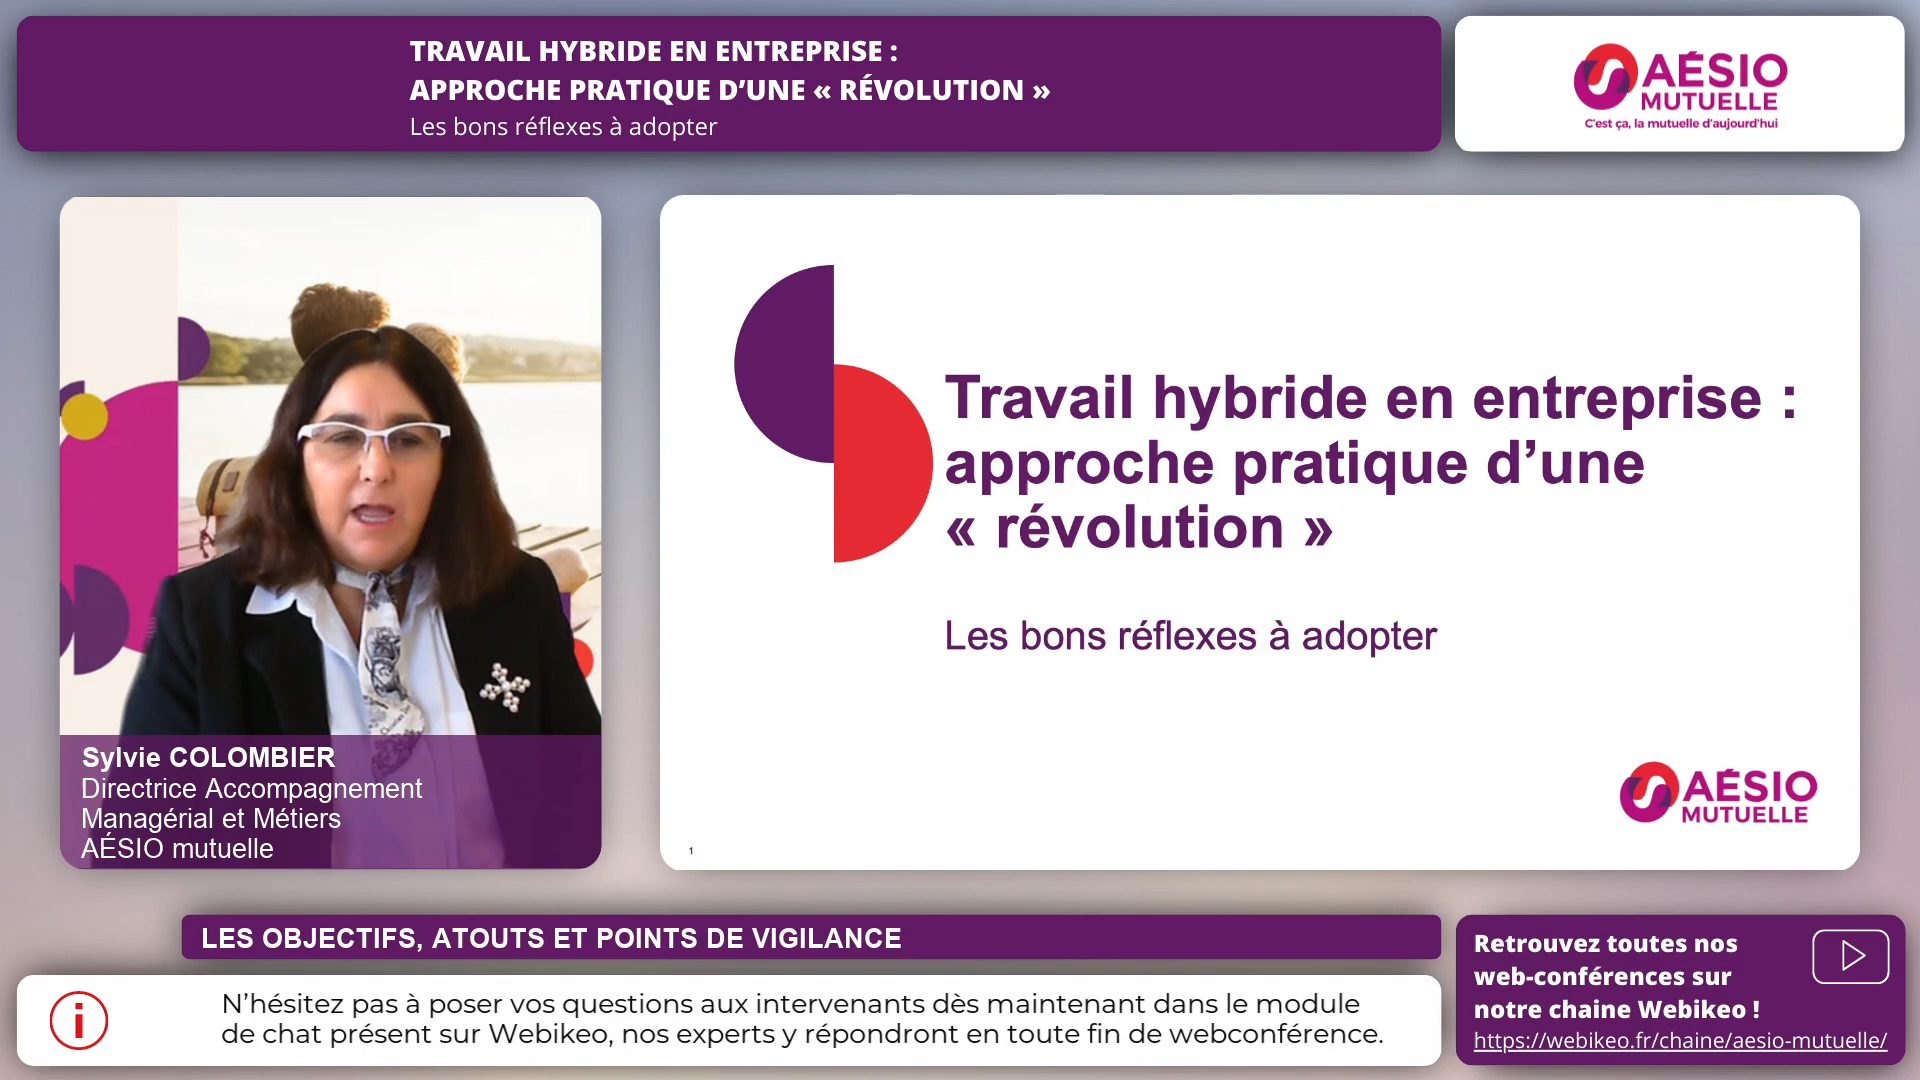 TRAVAIL HYBRIDE EN ENTREPRISE :
APPROCHE PRATIQUE D’UNE « RÉVOLUTION »
Les bons réflexes à adopter
AÉSIO
MUTUELLE
C'est ça, la mutuelle d'aujourd'hui
Travail hybride en entreprise :
approche pratique d’une
« révolution »
Les bons réflexes à adopter
AÉSIO
MUTUELLE
1
Sylvie COLOMBIER
Directrice Accompagnement
Managérial et Métiers
AÉSIO mutuelle
LES OBJECTIFS, ATOUTS ET POINTS DE VIGILANCE
i
N’hésitez pas à poser vos questions aux intervenants dès maintenant dans le module
de chat présent sur Webikeo, nos experts y répondront en toute fin de webconférence.
Retrouvez toutes nos
web-conférences sur
notre chaine Webikeo !
https://webikeo.fr/chaine/aesio-mutuelle/